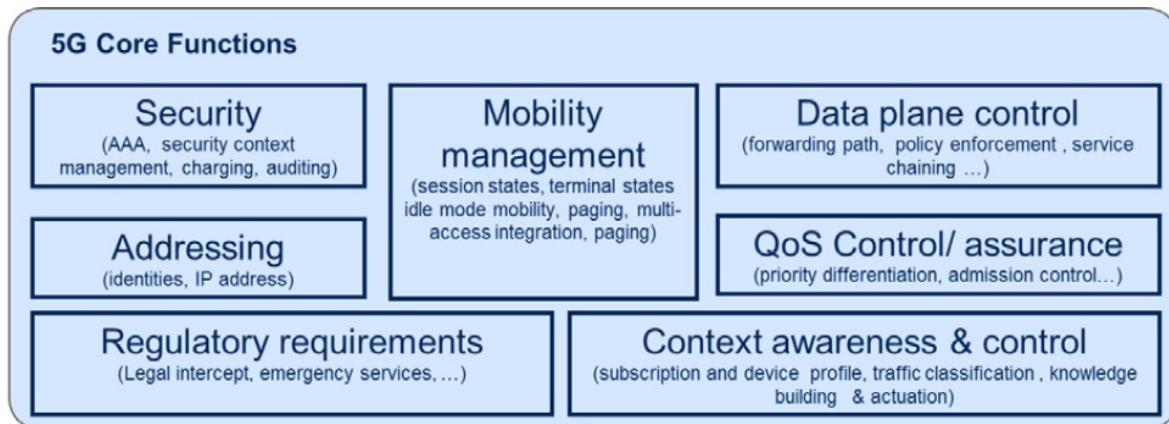 5G Core Functions
Security
(AAA, security context
management, charging, auditing)
Mobility
management
(session states, terminal states
idle mode mobility, paging, multi-
access integration, paging)
Data plane control
(forwarding path, policy enforcement , service
chaining ...)
Addressing
(identities, IP address)
QoS Control/ assurance
(priority differentiation, admission control...)
Regulatory requirements
(Legal intercept, emergency services, ...)
Context awareness & control
(subscription and device profile, traffic classification , knowledge
building & actuation)